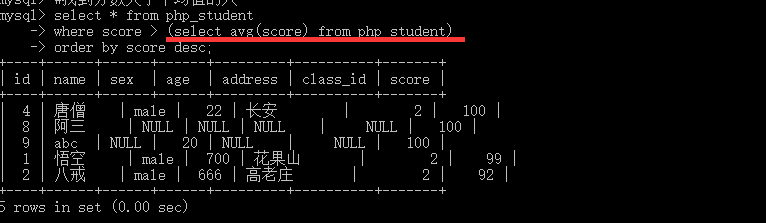 mysql> #找到分数大于平均值的人
mysql> select * from php_student
-> where score > (select avg(score) from php_student)
-> order by score desc;
+----+------+------+------+---------+----------+-------+
| id | name | sex | age | address | class_id | score |
+----+------+------+------+---------+----------+-------+
| 4 | 唐僧 | male | 22 | 长安 | 2 | 100 |
| 8 | 阿三 | NULL | NULL | NULL | NULL | 100 |
| 9 | abc | NULL | 20 | NULL | NULL | 100 |
| 1 | 悟空 | male | 700 | 花果山 | 2 | 99 |
| 2 | 八戒 | male | 666 | 高老庄 | 2 | 92 |
+----+------+------+------+---------+----------+-------+
5 rows in set (0.00 sec)